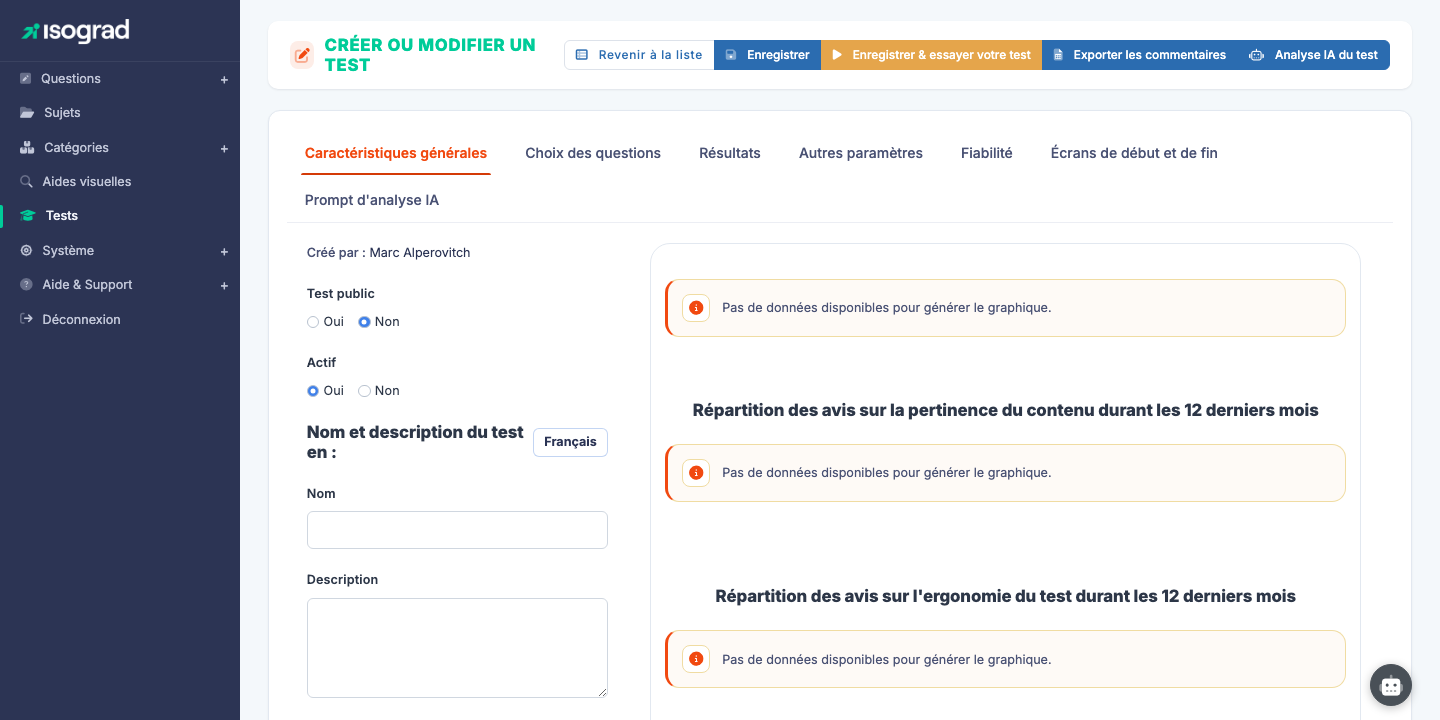 isograd
Questions
+
Sujets
Catégories
+
Aides visuelles
Tests
Système
+
Aide & Support
+
Déconnexion
CRÉER OU MODIFIER UN
TEST
Revenir à la liste
Enregistrer
Enregistrer & essayer votre test
Exporter les commentaires
Analyse IA du test
Caractéristiques générales
Choix des questions
Résultats
Autres paramètres
Fiabilité
Écrans de début et de fin
Prompt d'analyse IA
Créé par : Marc Alperovitch
Test public
Oui
Non
Actif
Oui
Non
Nom et description du test
en :
Français
Nom
Description
Pas de données disponibles pour générer le graphique.
Répartition des avis sur la pertinence du contenu durant les 12 derniers mois
Pas de données disponibles pour générer le graphique.
Répartition des avis sur l'ergonomie du test durant les 12 derniers mois
Pas de données disponibles pour générer le graphique.